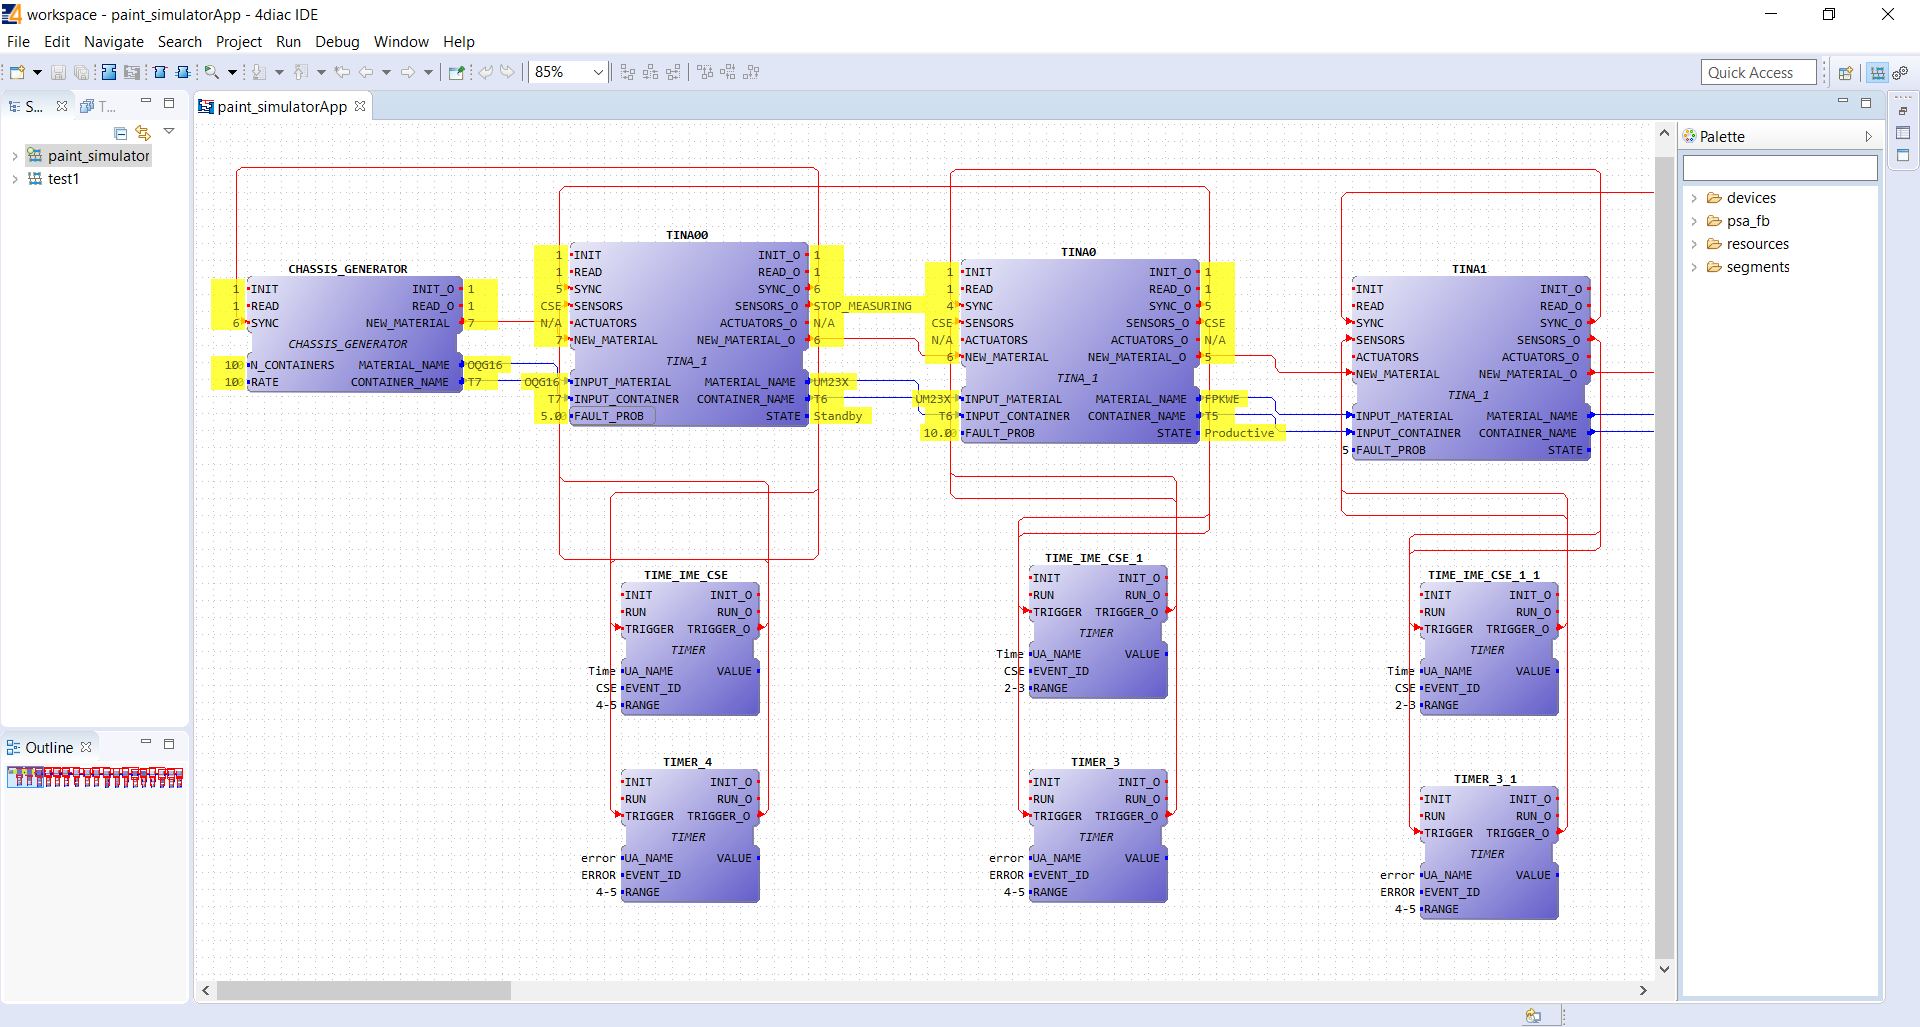 workspace - paint_simulatorApp - 4diac IDE
File Edit Navigate Search Project Run Debug Window Help
85%
Quick Access
S...
T...
paint_simulatorApp
paint_simulator
test1
Outline
Palette
devices
psa_fb
resources
segments
CHASSIS_GENERATOR
1 INIT INIT_O 1
1 READ READ_O 1
6 SYNC NEW_MATERIAL 7
CHASSIS_GENERATOR
10 N_CONTAINERS MATERIAL_NAME OQG16
10 RATE CONTAINER_NAME T7
TINA00
1 INIT INIT_O 1
1 READ READ_O 1
5 SYNC SYNC_O 6
CSE SENSORS SENSORS_O STOP_MEASURING
N/A ACTUATORS ACTUATORS_O N/A
7 NEW_MATERIAL NEW_MATERIAL_O 6
TINA_1
OQG16 INPUT_MATERIAL MATERIAL_NAME UM23X
T7 INPUT_CONTAINER CONTAINER_NAME T6
5.0 FAULT_PROB STATE Standby
TINA0
1 INIT INIT_O 1
1 READ READ_O 1
4 SYNC SYNC_O 5
CSE SENSORS SENSORS_O CSE
N/A ACTUATORS ACTUATORS_O N/A
6 NEW_MATERIAL NEW_MATERIAL_O 5
TINA_1
UM23X INPUT_MATERIAL MATERIAL_NAME FPKWE
T6 INPUT_CONTAINER CONTAINER_NAME T5
10.0 FAULT_PROB STATE Productive
TINA1
INIT INIT_O
READ READ_O
SYNC SYNC_O
SENSORS SENSORS_O
ACTUATORS ACTUATORS_O
NEW_MATERIAL NEW_MATERIAL_O
TINA_1
INPUT_MATERIAL MATERIAL_NAME
INPUT_CONTAINER CONTAINER_NAME
5 FAULT_PROB STATE
TIME_IME_CSE
INIT INIT_O
RUN RUN_O
TRIGGER TRIGGER_O
TIMER
Time UA_NAME VALUE
CSE EVENT_ID
4-5 RANGE
TIME_IME_CSE_1
INIT INIT_O
RUN RUN_O
TRIGGER TRIGGER_O
TIMER
Time UA_NAME VALUE
CSE EVENT_ID
2-3 RANGE
TIME_IME_CSE_1_1
INIT INIT_O
RUN RUN_O
TRIGGER TRIGGER_O
TIMER
Time UA_NAME VALUE
CSE EVENT_ID
2-3 RANGE
TIMER_4
INIT INIT_O
RUN RUN_O
TRIGGER TRIGGER_O
TIMER
error UA_NAME VALUE
ERROR EVENT_ID
4-5 RANGE
TIMER_3
INIT INIT_O
RUN RUN_O
TRIGGER TRIGGER_O
TIMER
error UA_NAME VALUE
ERROR EVENT_ID
4-5 RANGE
TIMER_3_1
INIT INIT_O
RUN RUN_O
TRIGGER TRIGGER_O
TIMER
error UA_NAME VALUE
ERROR EVENT_ID
4-5 RANGE